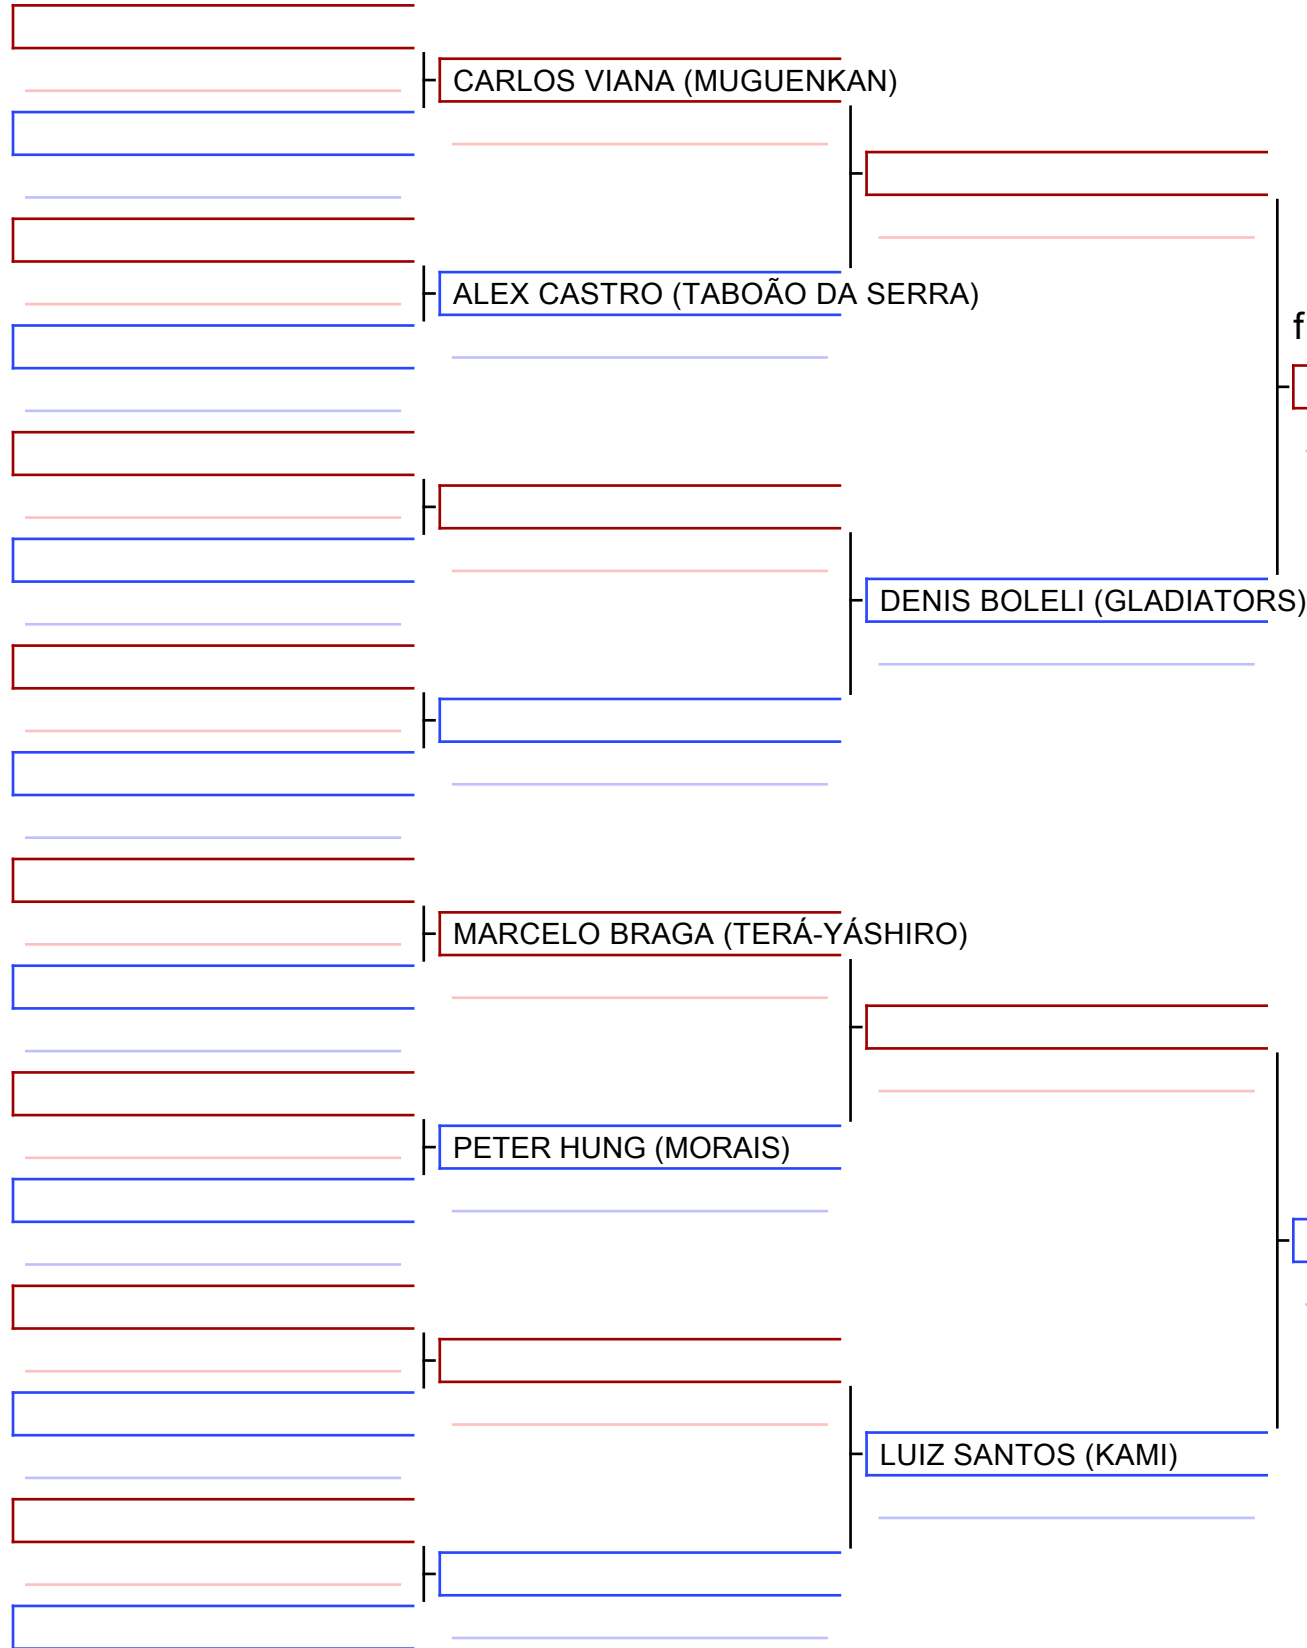 CARLOS VIANA (MUGUENKAN)
ALEX CASTRO (TABOÃO DA SERRA)
f
DENIS BOLELI (GLADIATORS)
MARCELO BRAGA (TERÁ-YÁSHIRO)
PETER HUNG (MORAIS)
LUIZ SANTOS (KAMI)